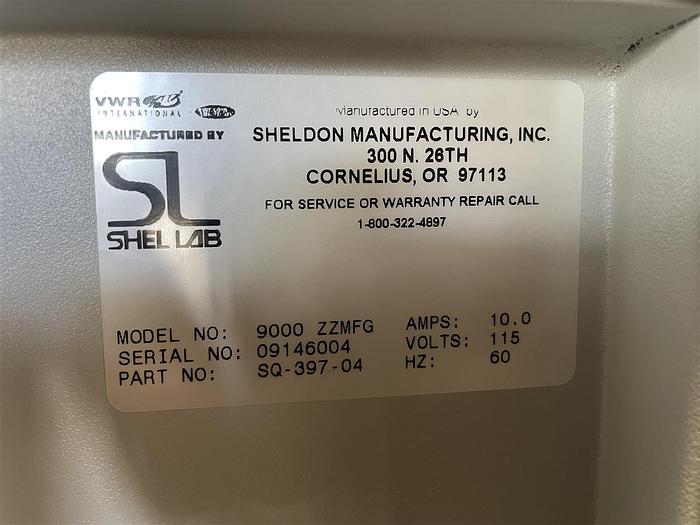 VWR
INTERNATIONAL
MANUFACTURED BY
SL
SHEL LAB
Manufactured in USA by
SHELDON MANUFACTURING, INC.
300 N. 26TH
CORNELIUS, OR 97113
FOR SERVICE OR WARRANTY REPAIR CALL
1-800-322-4897
MODEL NO: 9000 ZZMFG AMPS: 10.0
SERIAL NO: 09146004 VOLTS: 115
PART NO: SQ-397-04 HZ: 60